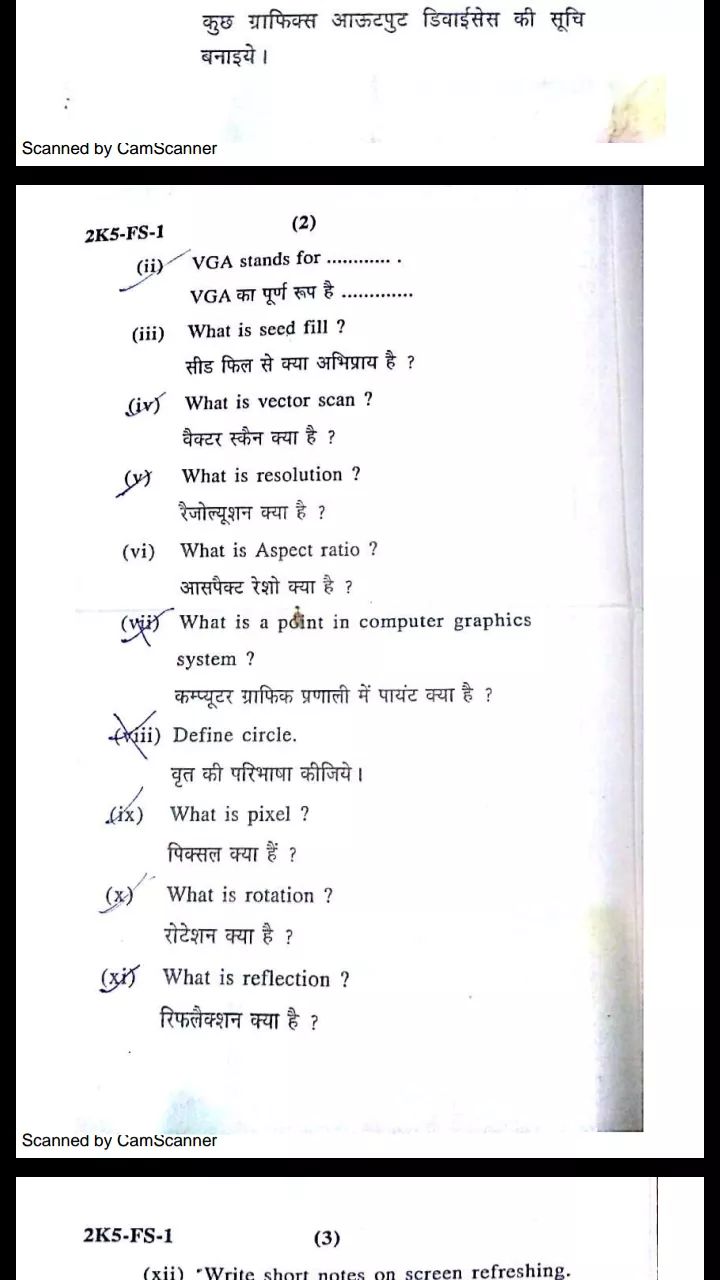 कुछ ग्राफिक्स आऊटपुट डिवाईसेस की सूचि
बनाइये।
Scanned by CamScanner
2K5-FS-1 (2)
(ii) VGA stands for ............ .
VGA का पूर्ण रूप है .............
(iii) What is seed fill ?
सीड फिल से क्या अभिप्राय है ?
(iv) What is vector scan ?
वैक्टर स्कैन क्या है ?
(v) What is resolution ?
रैजोल्यूशन क्या है ?
(vi) What is Aspect ratio ?
आसपैक्ट रेशो क्या है ?
(vii) What is a point in computer graphics
system ?
कम्प्यूटर ग्राफिक प्रणाली में पायंट क्या है ?
(viii) Define circle.
वृत की परिभाषा कीजिये।
(ix) What is pixel ?
पिक्सल क्या हैं ?
(x) What is rotation ?
रोटेशन क्या है ?
(xi) What is reflection ?
रिफलैक्शन क्या है ?
Scanned by CamScanner
2K5-FS-1 (3)
(xii) Write short notes on screen refreshing.